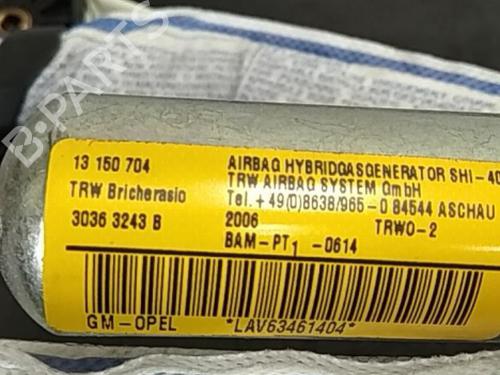 B-PARTS
13 150 704
TRW Bricherasio
3036 3243 B
AIRBAG HYBRIDGASGENERATOR SHI-40
TRW AIRBAG SYSTEM GmbH
Tel. +49(0)8638/965-0 84544 ASCHAU
2006 TRWO-2
BAM-PT1 -0614
GM-OPEL *LAV63461404*